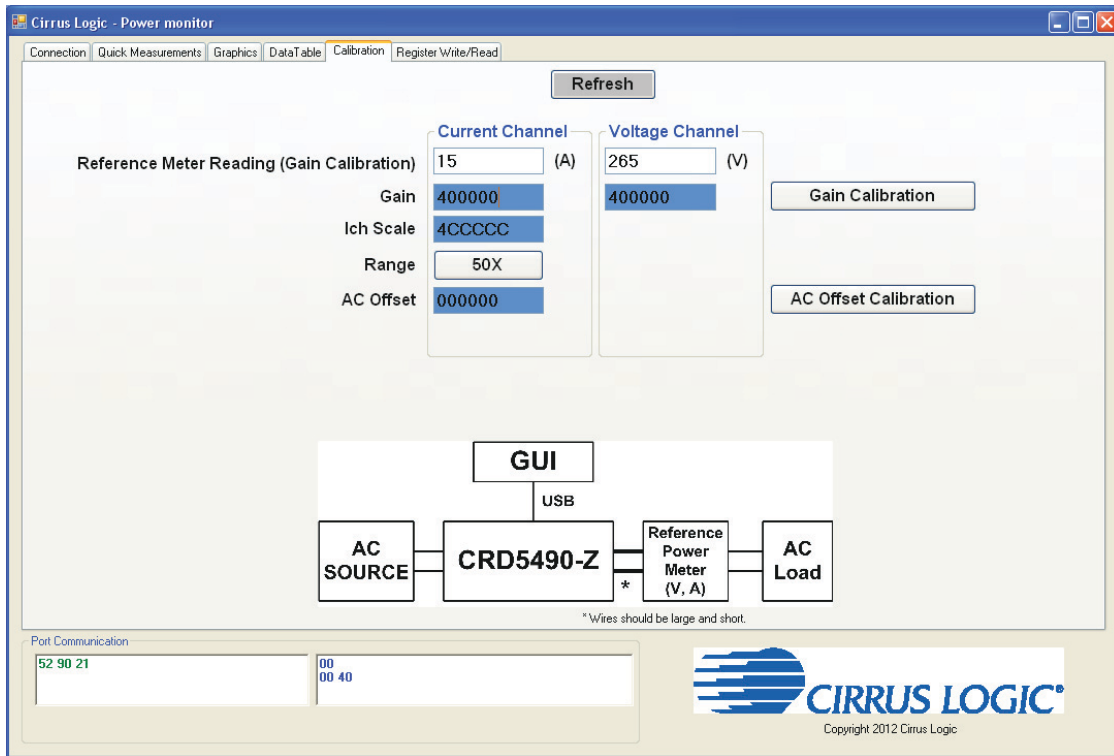 Cirrus Logic - Power monitor
Connection Quick Measurements Graphics DataTable Calibration Register Write/Read
Refresh
Current Channel Voltage Channel
Reference Meter Reading (Gain Calibration) 15 (A) 265 (V)
Gain 400000 400000 Gain Calibration
Ich Scale 4CCCCC
Range 50X
AC Offset 000000 AC Offset Calibration
GUI
USB
AC
SOURCE
CRD5490-Z
*
Reference
Power
Meter
(V, A)
AC
Load
* Wires should be large and short.
Port Communication
52 90 21
00
00 40
CIRRUS LOGIC®
Copyright 2012 Cirrus Logic